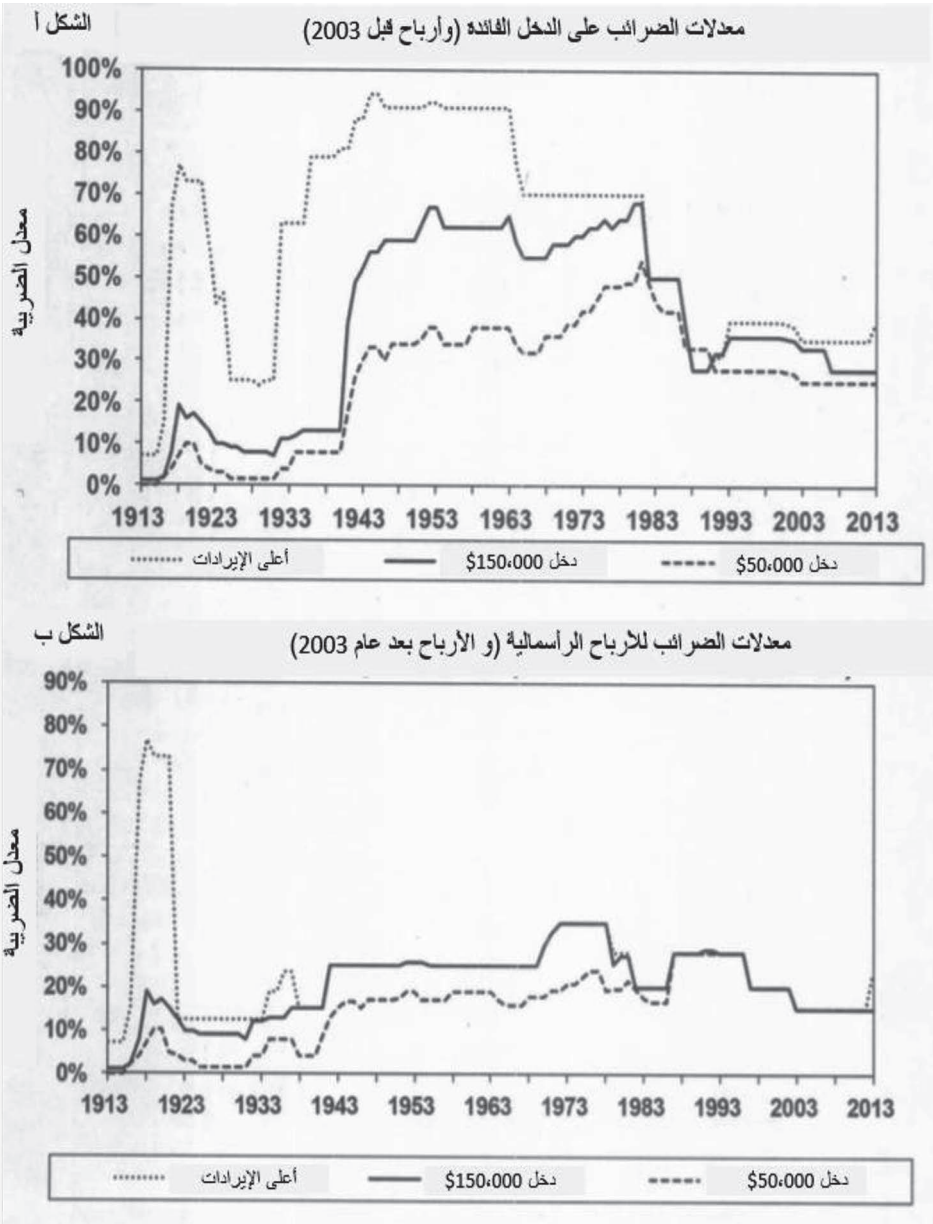 الشكل أ
معدلات الضرائب على الدخل الفائدة (وأرباح قبل 2003)
معدل الضريبة
100%
90%
80%
70%
60%
50%
40%
30%
20%
10%
0%
1913 1923 1933 1943 1953 1963 1973 1983 1993 2003 2013
أعلى الإيرادات دخل 150،000$ دخل 50،000$
الشكل ب
معدلات الضرائب للأرباح الرأسمالية (و الأرباح بعد عام 2003)
معدل الضريبة
90%
80%
70%
60%
50%
40%
30%
20%
10%
0%
1913 1923 1933 1943 1953 1963 1973 1983 1993 2003 2013
أعلى الإيرادات دخل 150،000$ دخل 50،000$